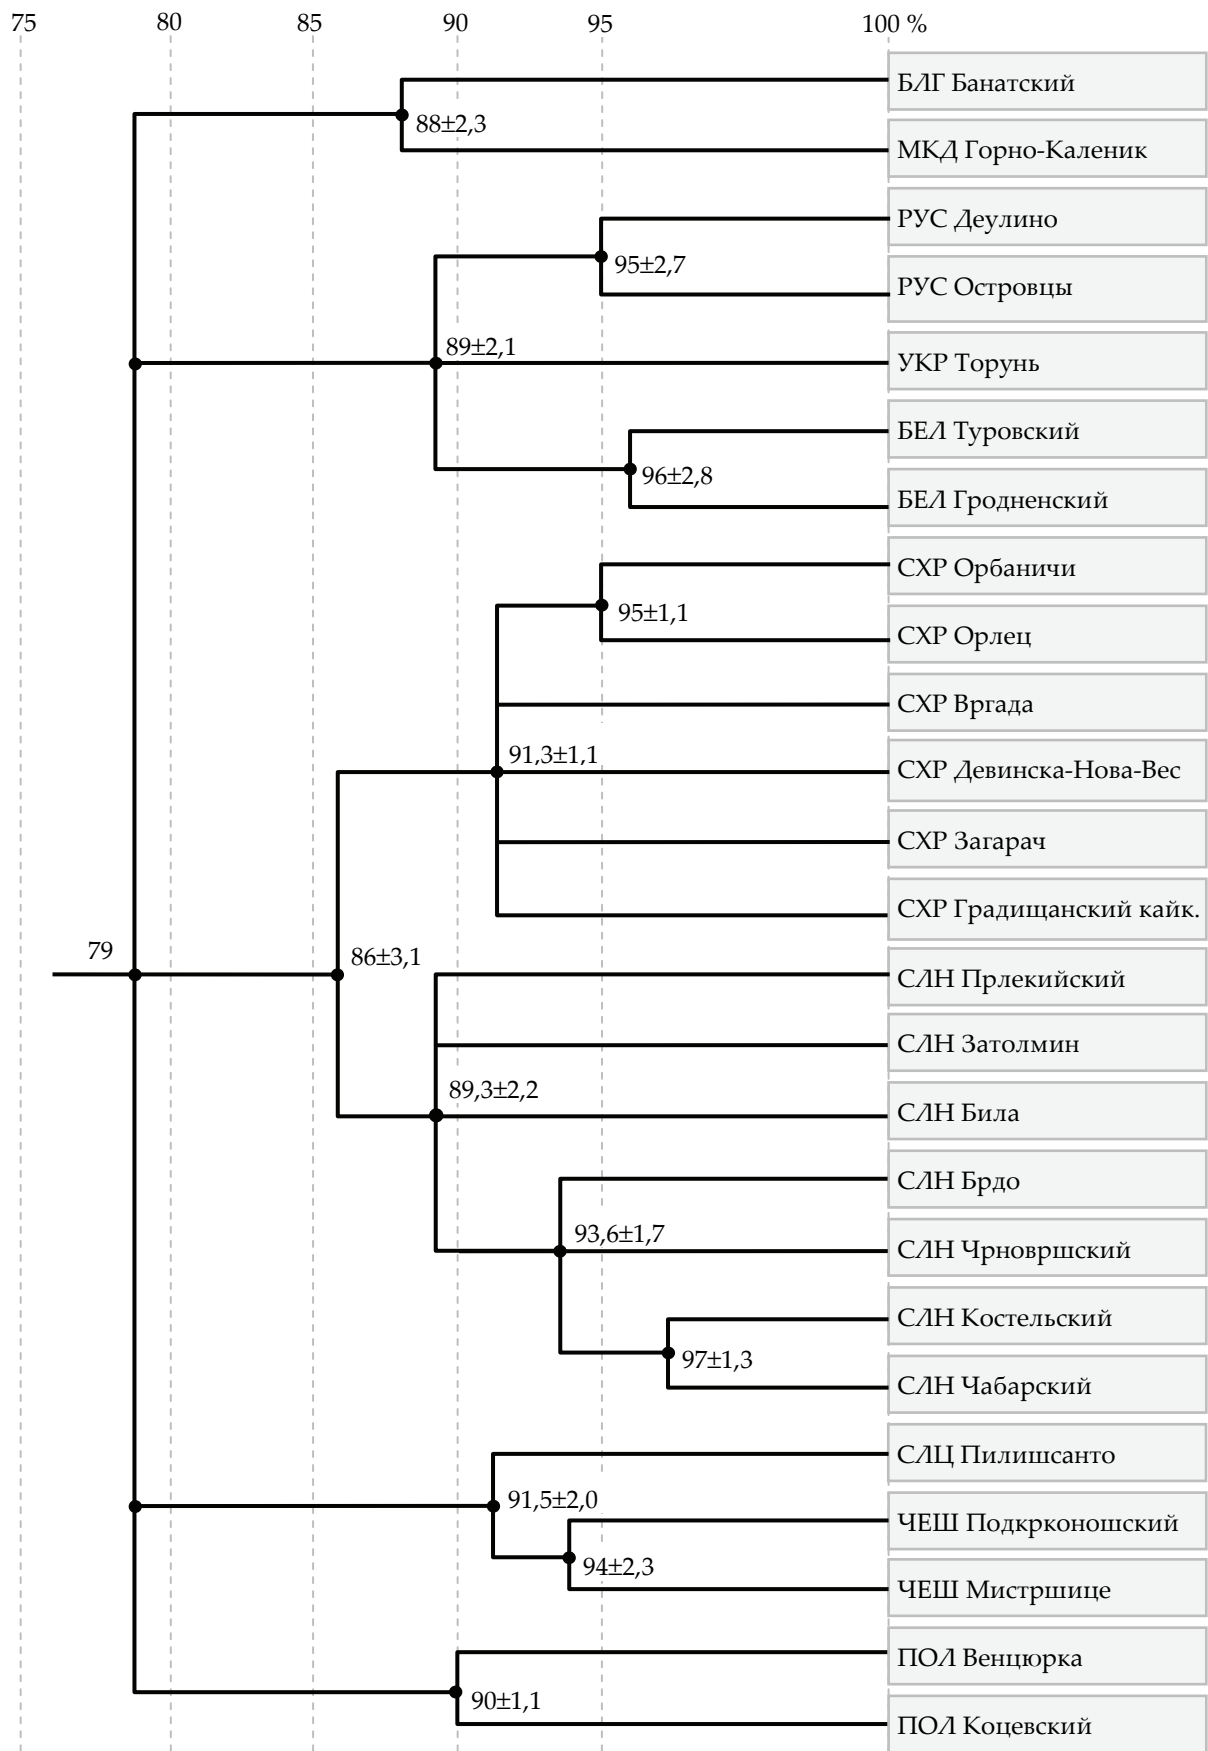 75 80 85 90 95 100 %
БЛГ Банатский
88±2,3
МКД Горно-Каленик
РУС Деулино
95±2,7
РУС Островцы
89±2,1
УКР Торунь
БЕЛ Туровский
96±2,8
БЕЛ Гродненский
СХР Орбаничи
95±1,1
СХР Орлец
СХР Вргада
91,3±1,1
СХР Девинска-Нова-Вес
СХР Загарач
СХР Градищанский кайк.
79
86±3,1
СЛН Прлекийский
СЛН Затолмин
89,3±2,2
СЛН Била
СЛН Брдо
93,6±1,7
СЛН Чрновршский
СЛН Костельский
97±1,3
СЛН Чабарский
СЛЦ Пилишсанто
91,5±2,0
ЧЕШ Подкрконошский
94±2,3
ЧЕШ Мистршице
ПОЛ Венцюрка
90±1,1
ПОЛ Коцевский